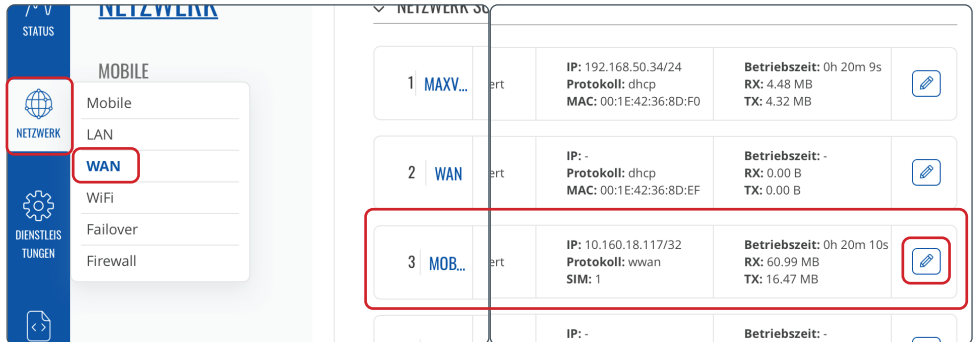 STATUS
NETZWERK
NETZWERK
DIENSTLEIS
TUNGEN
MOBILE
Mobile
LAN
WAN
WiFi
Failover
Firewall
1 MAXV... ert
IP: 192.168.50.34/24
Protokoll: dhcp
MAC: 00:1E:42:36:8D:F0
Betriebszeit: 0h 20m 9s
RX: 4.48 MB
TX: 4.32 MB
2 WAN ert
IP: -
Protokoll: dhcp
MAC: 00:1E:42:36:8D:EF
Betriebszeit: -
RX: 0.00 B
TX: 0.00 B
3 MOB... ert
IP: 10.160.18.117/32
Protokoll: wwan
SIM: 1
Betriebszeit: 0h 20m 10s
RX: 60.99 MB
TX: 16.47 MB
IP: -
Betriebszeit: -